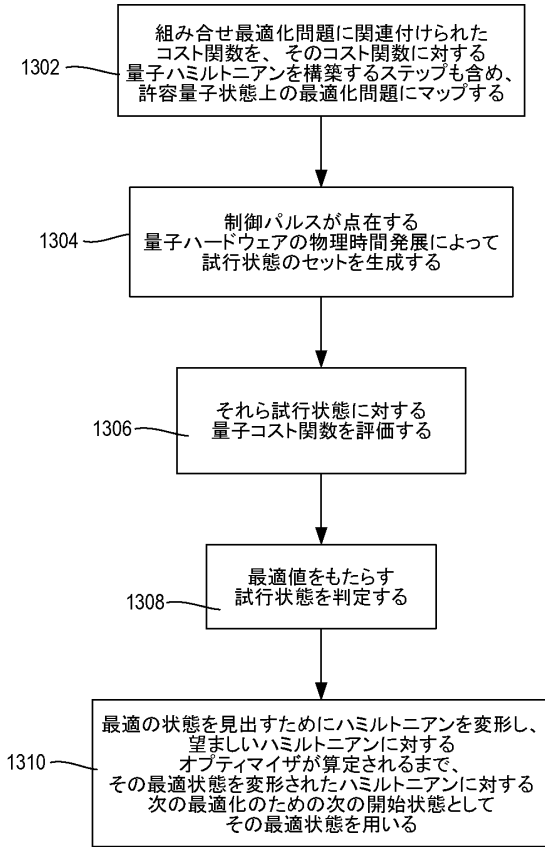 1302
組み合せ最適化問題に関連付けられた
コスト関数を、そのコスト関数に対する
量子ハミルトニアンを構築するステップも含め、
許容量子状態上の最適化問題にマップする
1304
制御パルスが点在する
量子ハードウェアの物理時間発展によって
試行状態のセットを生成する
1306
それら試行状態に対する
量子コスト関数を評価する
1308
最適値をもたらす
試行状態を判定する
1310
最適の状態を見出すためにハミルトニアンを変形し、
望ましいハミルトニアンに対する
オプティマイザが算定されるまで、
その最適状態を変形されたハミルトニアンに対する
次の最適化のための次の開始状態として
その最適状態を用いる